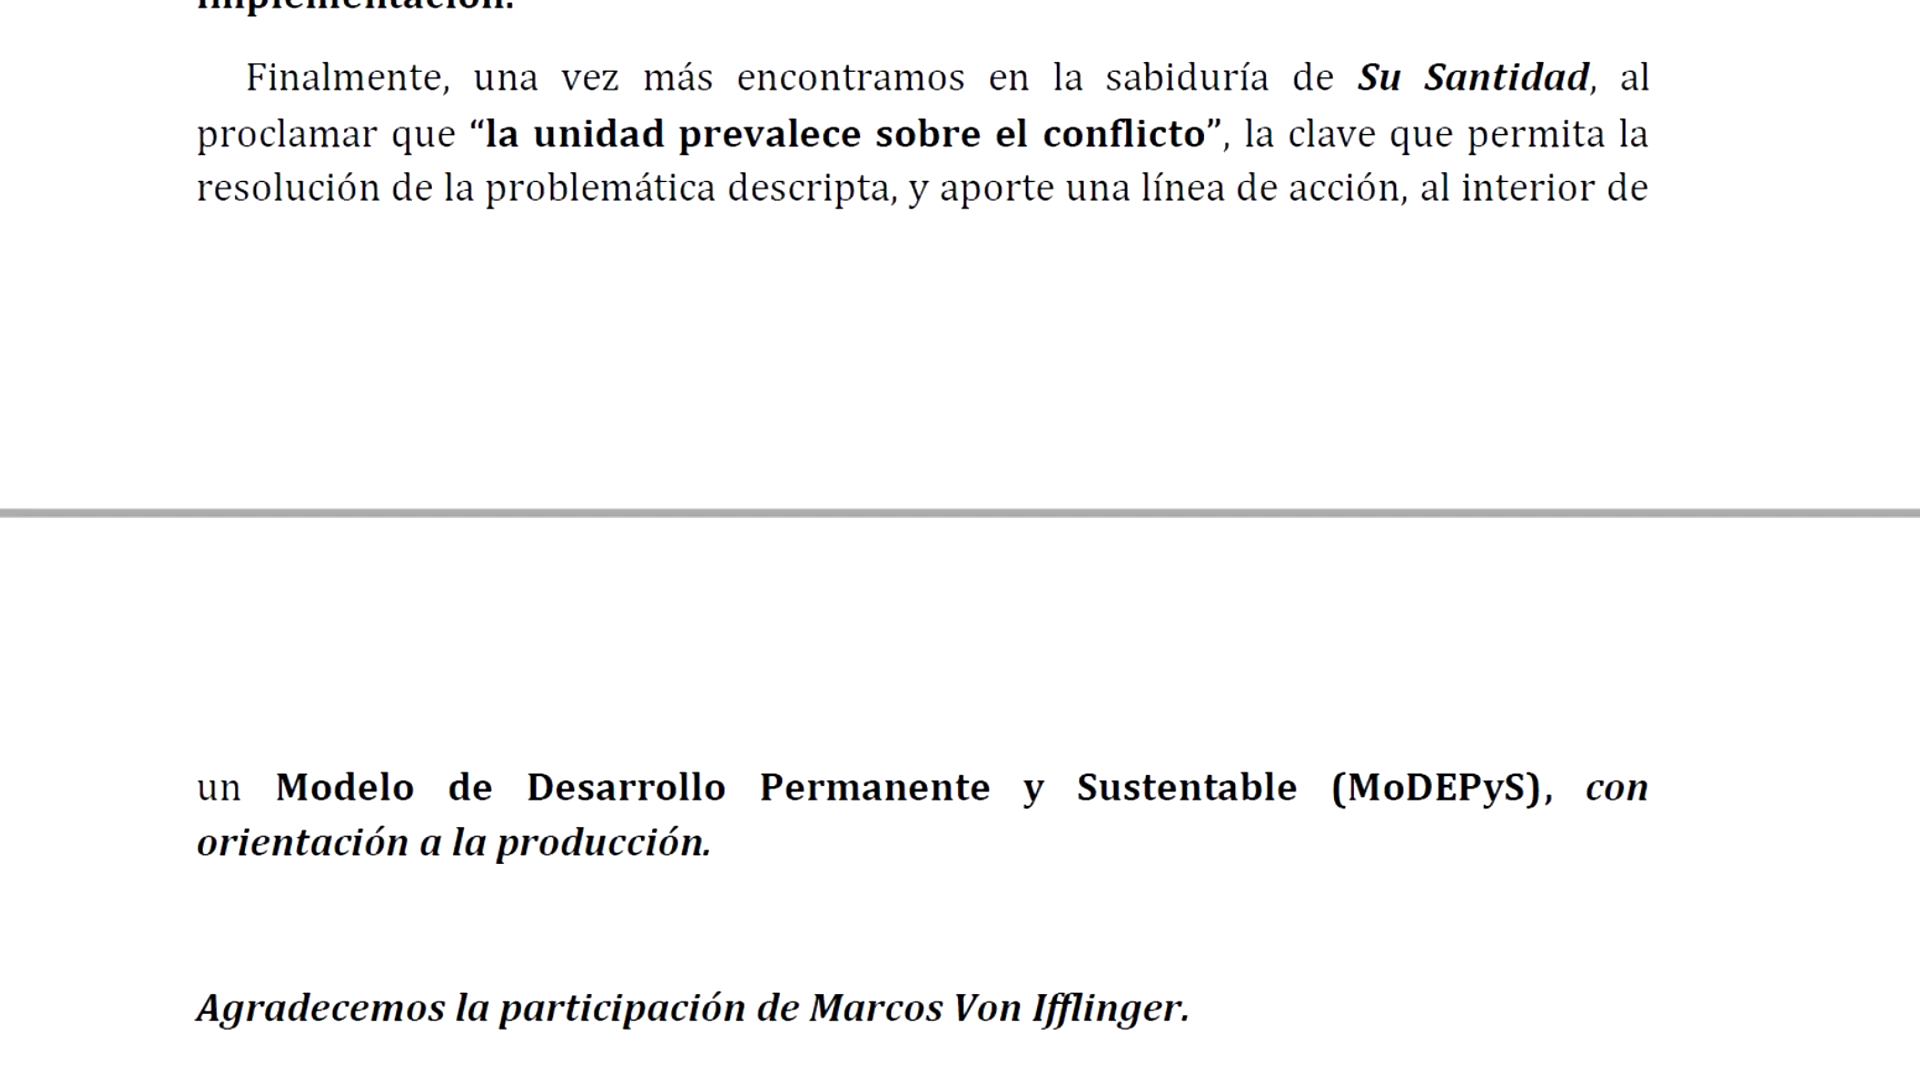 implementación.
Finalmente, una vez más encontramos en la sabiduría de Su Santidad, al
proclamar que “la unidad prevalece sobre el conflicto”, la clave que permita la
resolución de la problemática descripta, y aporte una línea de acción, al interior de
un Modelo de Desarrollo Permanente y Sustentable (MoDEPyS), con
orientación a la producción.
Agradecemos la participación de Marcos Von Ifflinger.